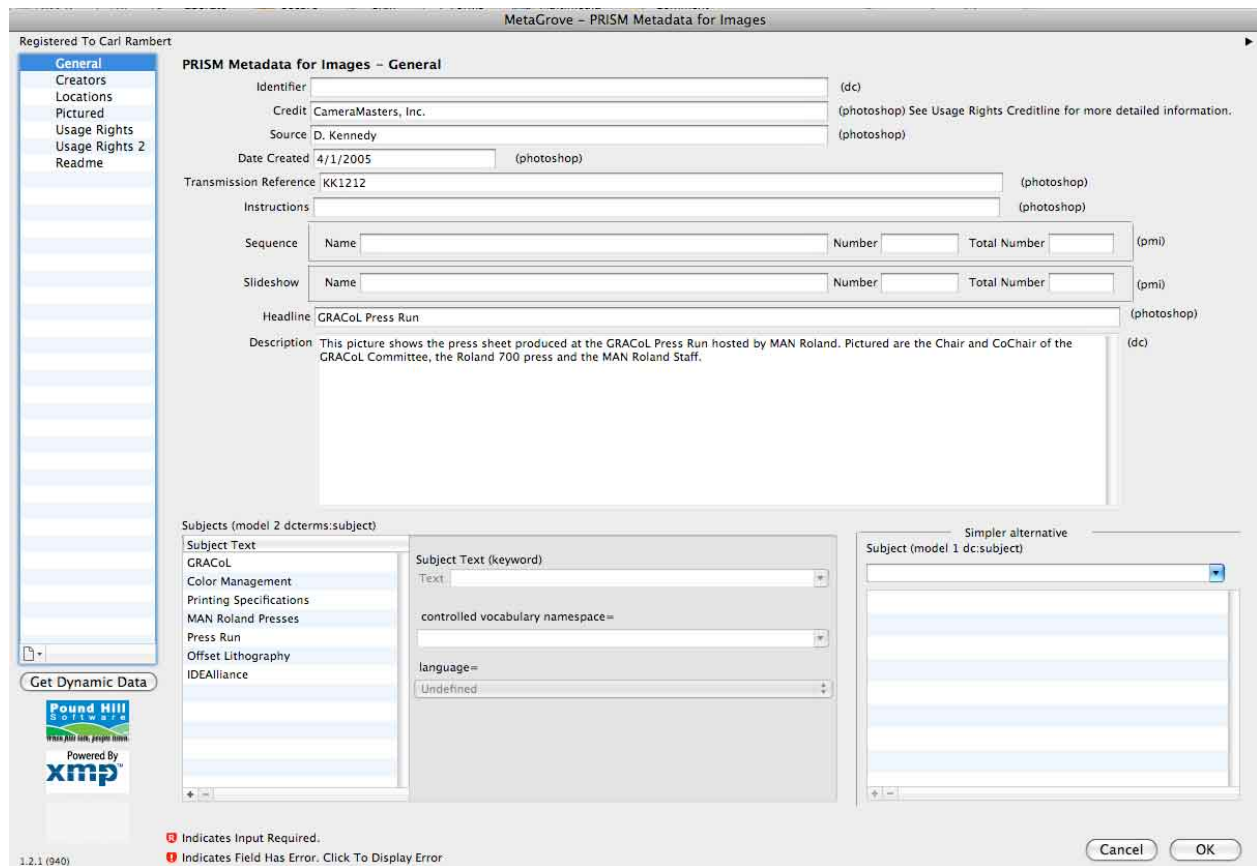 MetaGrove – PRISM Metadata for Images
Registered To Carl Rambert
General
Creators
Locations
Pictured
Usage Rights
Usage Rights 2
Readme
PRISM Metadata for Images – General
Identifier (dc)
Credit CameraMasters, Inc. (photoshop) See Usage Rights Creditline for more detailed information.
Source D. Kennedy (photoshop)
Date Created 4/1/2005 (photoshop)
Transmission Reference KK1212 (photoshop)
Instructions (photoshop)
Sequence Name Number Total Number (pmi)
Slideshow Name Number Total Number (pmi)
Headline GRACoL Press Run (photoshop)
Description This picture shows the press sheet produced at the GRACoL Press Run hosted by MAN Roland. Pictured are the Chair and CoChair of the (dc)
GRACoL Committee, the Roland 700 press and the MAN Roland Staff.
Subjects (model 2 dcterms:subject)
Subject Text
GRACoL
Color Management
Printing Specifications
MAN Roland Presses
Press Run
Offset Lithography
IDEAlliance
Subject Text (keyword)
Text
controlled vocabulary namespace=
language=
Undefined
Simpler alternative
Subject (model 1 dc:subject)
Get Dynamic Data
Pound Hill
Software
Powered By
xmp™
R Indicates Input Required.
! Indicates Field Has Error. Click To Display Error
1.2.1 (940)
Cancel
OK